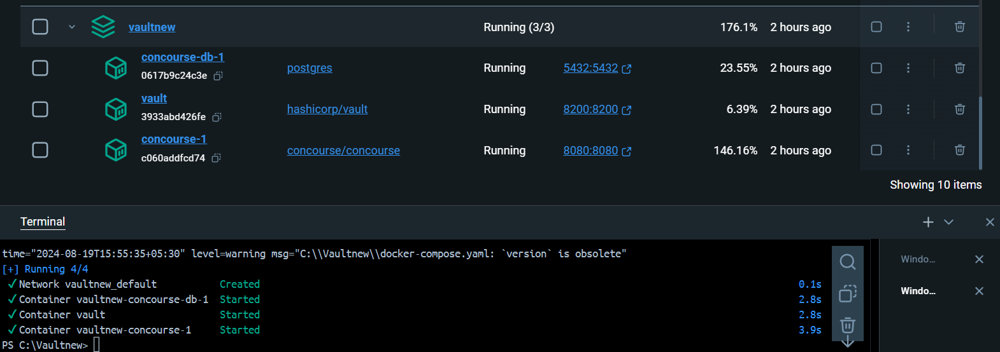 vaultnew Running (3/3) 176.1% 2 hours ago
concourse-db-1
0617b9c24c3e postgres Running 5432:5432 23.55% 2 hours ago
vault
3933abd426fe hashicorp/vault Running 8200:8200 6.39% 2 hours ago
concourse-1
c060addfcd74 concourse/concourse Running 8080:8080 146.16% 2 hours ago
Showing 10 items
Terminal
time="2024-08-19T15:55:35+05:30" level=warning msg="C:\\Vaultnew\\docker-compose.yaml: `version` is obsolete"
[+] Running 4/4
✓Network vaultnew_default Created 0.1s
✓Container vaultnew-concourse-db-1 Started 2.8s
✓Container vault Started 2.8s
✓Container vaultnew-concourse-1 Started 3.9s
PS C:\Vaultnew>
Windo...
Windo...